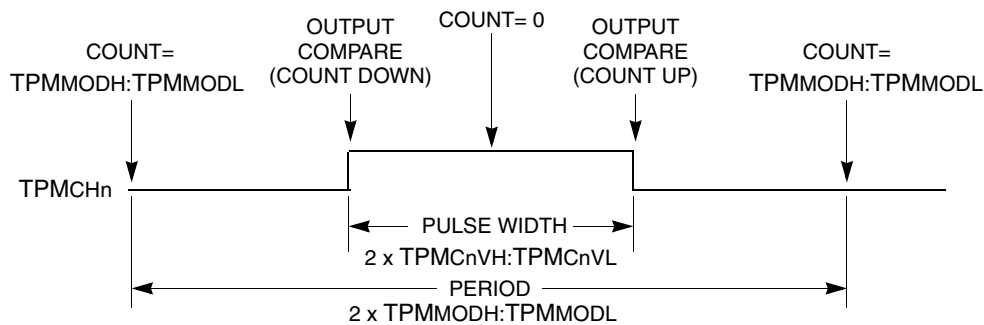 COUNT=
TPMMODH:TPMMODL
OUTPUT
COMPARE
(COUNT DOWN)
COUNT= 0
OUTPUT
COMPARE
(COUNT UP)
COUNT=
TPMMODH:TPMMODL
TPMCHn
PULSE WIDTH
2 x TPMCnVH:TPMCnVL
PERIOD
2 x TPMMODH:TPMMODL